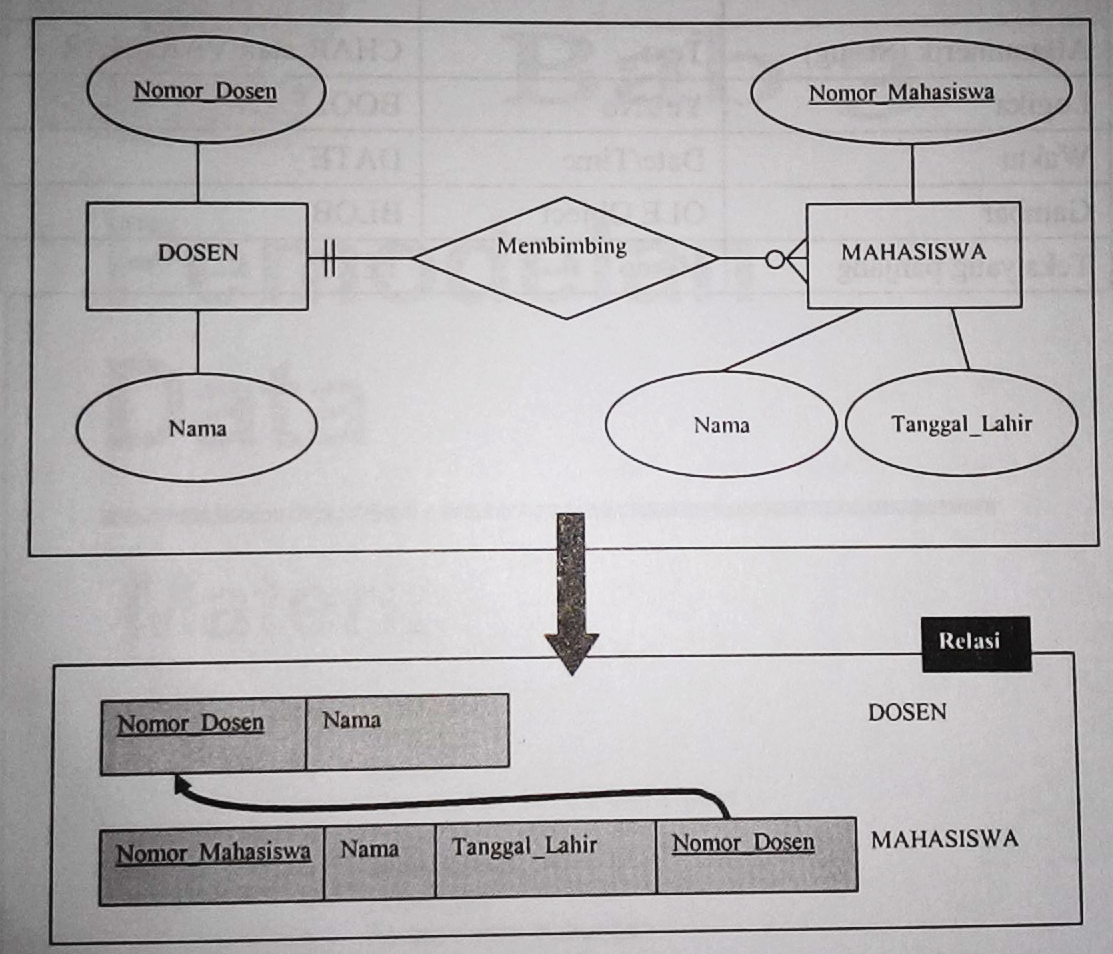 Nomor_Dosen
Nomor_Mahasiswa
DOSEN
Membimbing
MAHASISWA
Nama
Nama
Tanggal_Lahir
Relasi
Nomor_Dosen
Nama
DOSEN
Nomor_Mahasiswa
Nama
Tanggal_Lahir
Nomor_Dosen
MAHASISWA